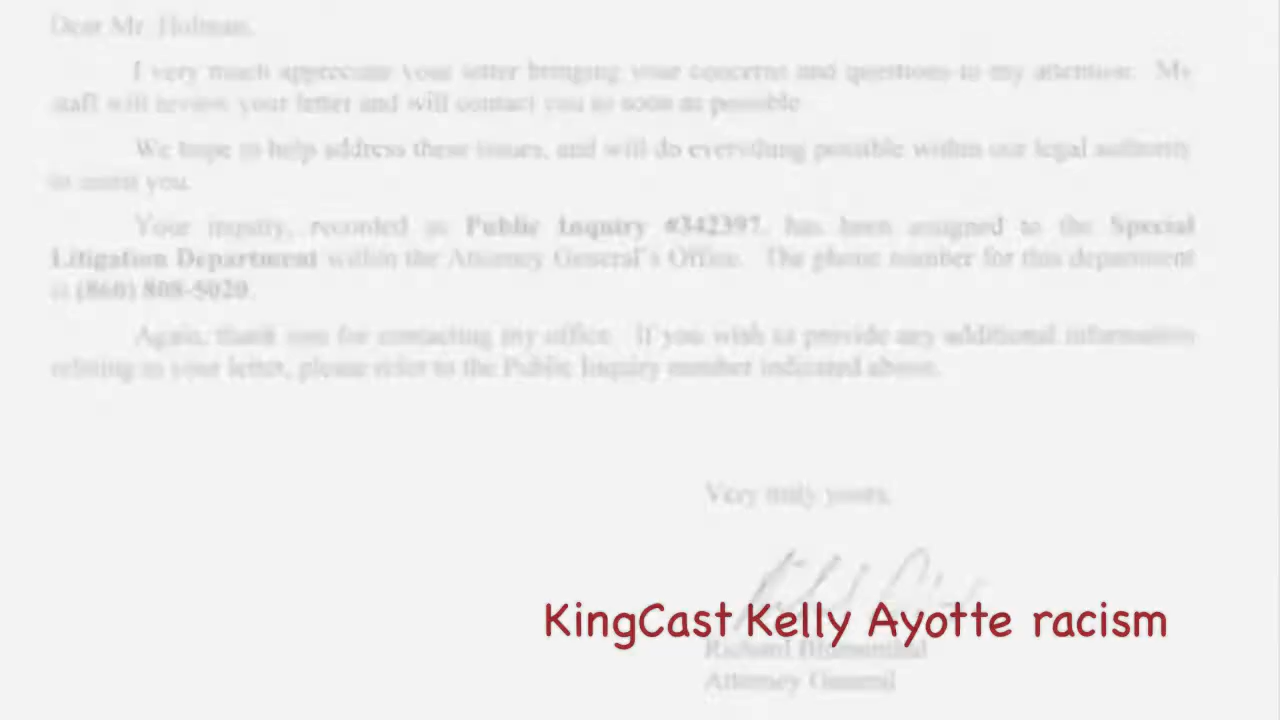 Dear Mr. Holman,
I very much appreciate your letter bringing your concerns and questions to my attention. My
staff will review your letter and will contact you as soon as possible.
We hope to help address these issues, and will do everything possible within our legal authority
to assist you.
Your inquiry, recorded as Public Inquiry #342397, has been assigned to the Special
Litigation Department within the Attorney General's Office. The phone number for this department
is (860) 808-5020.
Again, thank you for contacting my office. If you wish to provide any additional information
relating to your letter, please refer to the Public Inquiry number indicated above.
Very truly yours,
KingCast Kelly Ayotte racism
Richard Blumenthal
Attorney General